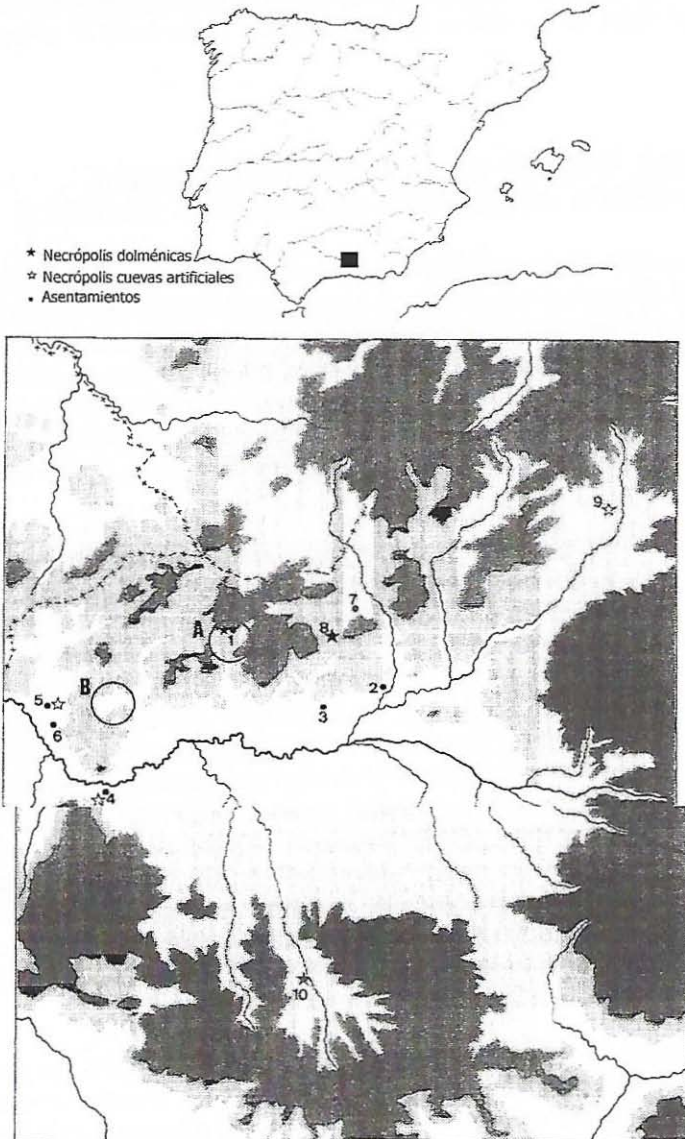 ★ Necrópolis dolménicas
☆ Necrópolis cuevas artificiales
• Asentamientos
9
7
A
1
8
B
2
5
3
6
4
10